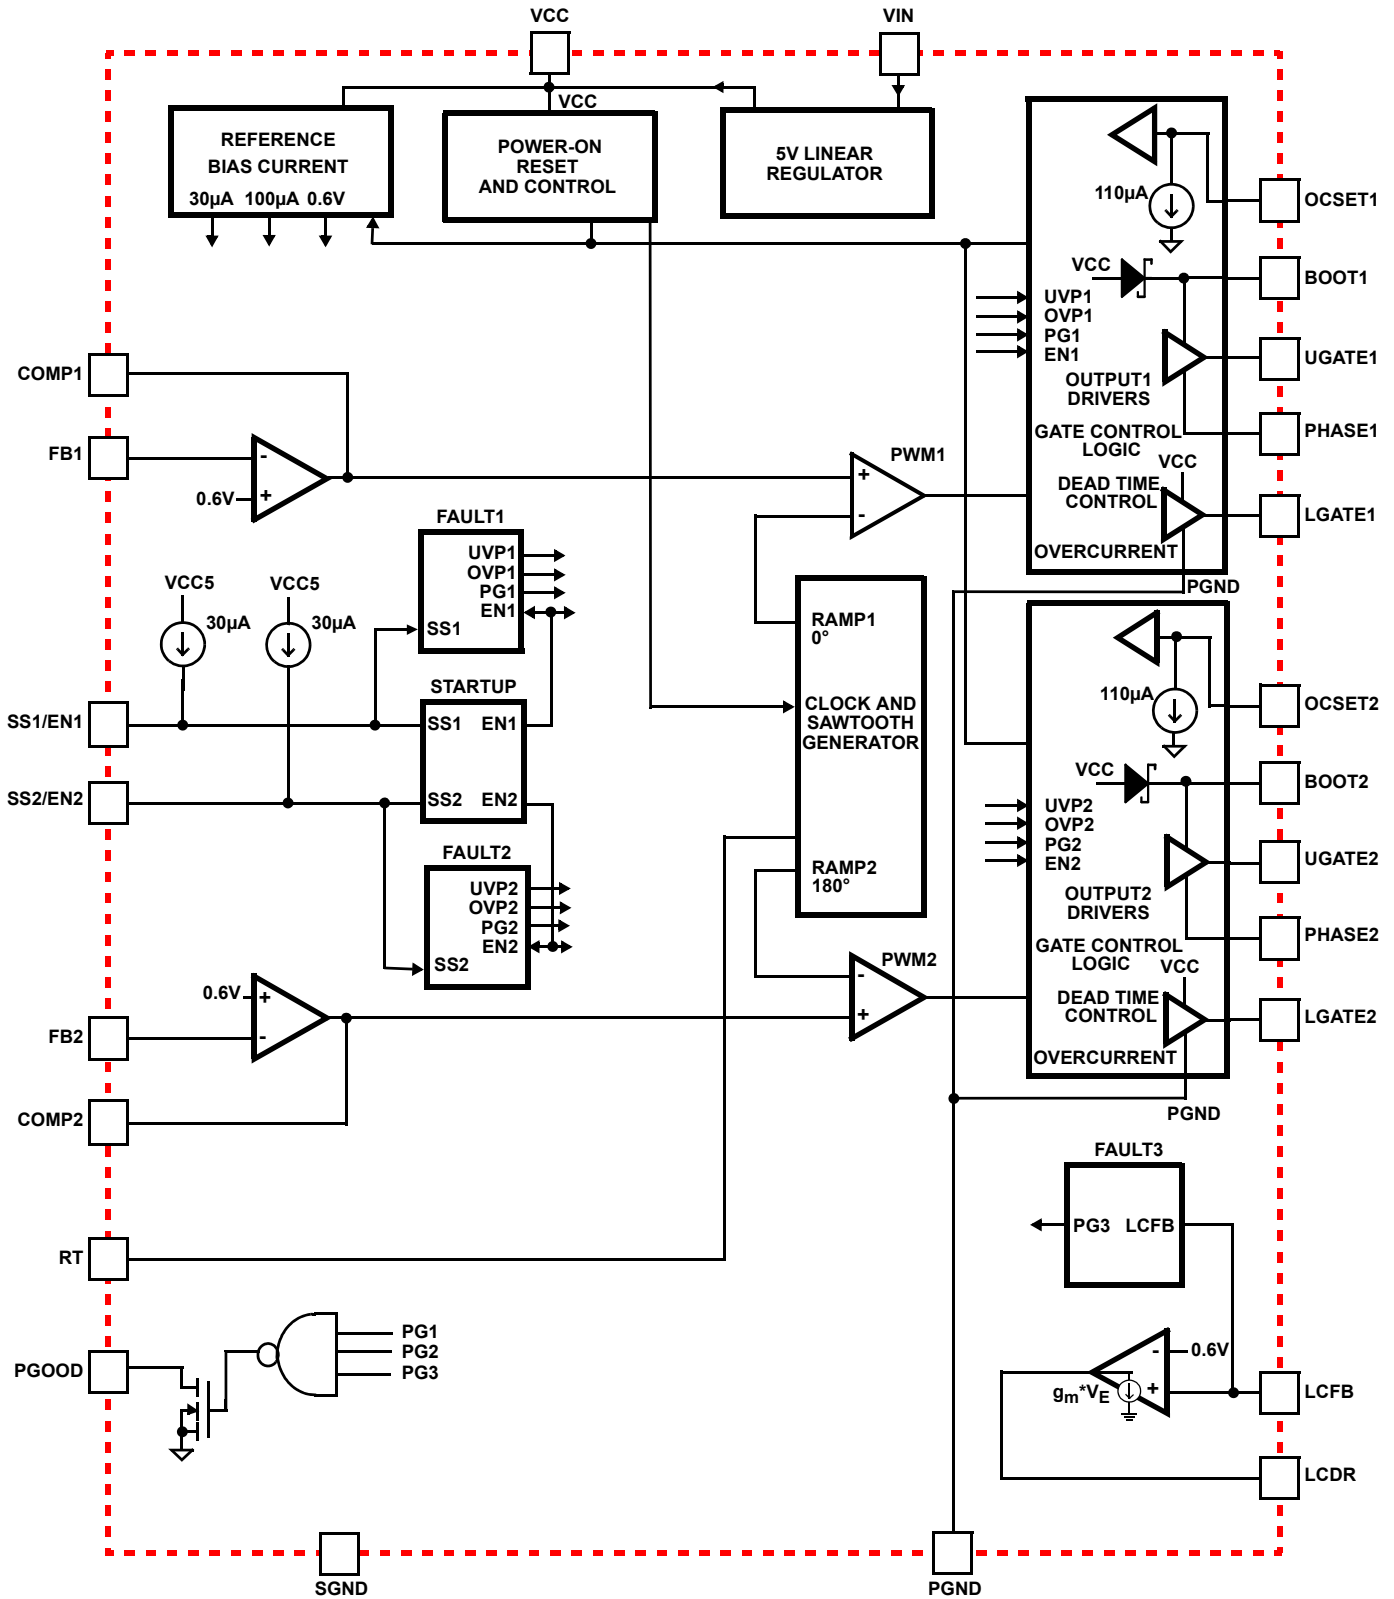 VCC
VIN
VCC
REFERENCE
BIAS CURRENT
30µA 100µA 0.6V
POWER-ON
RESET
AND CONTROL
5V LINEAR
REGULATOR
110µA
OCSET1
VCC
BOOT1
UVP1
OVP1
PG1
EN1
UGATE1
OUTPUT1
DRIVERS
PHASE1
GATE CONTROL
LOGIC
VCC
DEAD TIME
CONTROL
LGATE1
OVERCURRENT
PGND
COMP1
FB1
-
+
0.6V
PWM1
+
-
FAULT1
UVP1
OVP1
PG1
EN1
SS1
VCC5
30µA
VCC5
30µA
RAMP1
0°
CLOCK AND
SAWTOOTH
GENERATOR
RAMP2
180°
STARTUP
SS1
EN1
SS2
EN2
SS1/EN1
SS2/EN2
FAULT2
UVP2
OVP2
PG2
EN2
SS2
110µA
OCSET2
VCC
BOOT2
UVP2
OVP2
PG2
EN2
UGATE2
OUTPUT2
DRIVERS
PHASE2
GATE CONTROL
LOGIC
VCC
DEAD TIME
CONTROL
LGATE2
OVERCURRENT
PGND
PWM2
-
+
0.6V
+
-
FB2
COMP2
FAULT3
PG3 LCFB
RT
PG1
PG2
PG3
PGOOD
-
0.6V
+
gm*VE
LCFB
LCDR
SGND
PGND